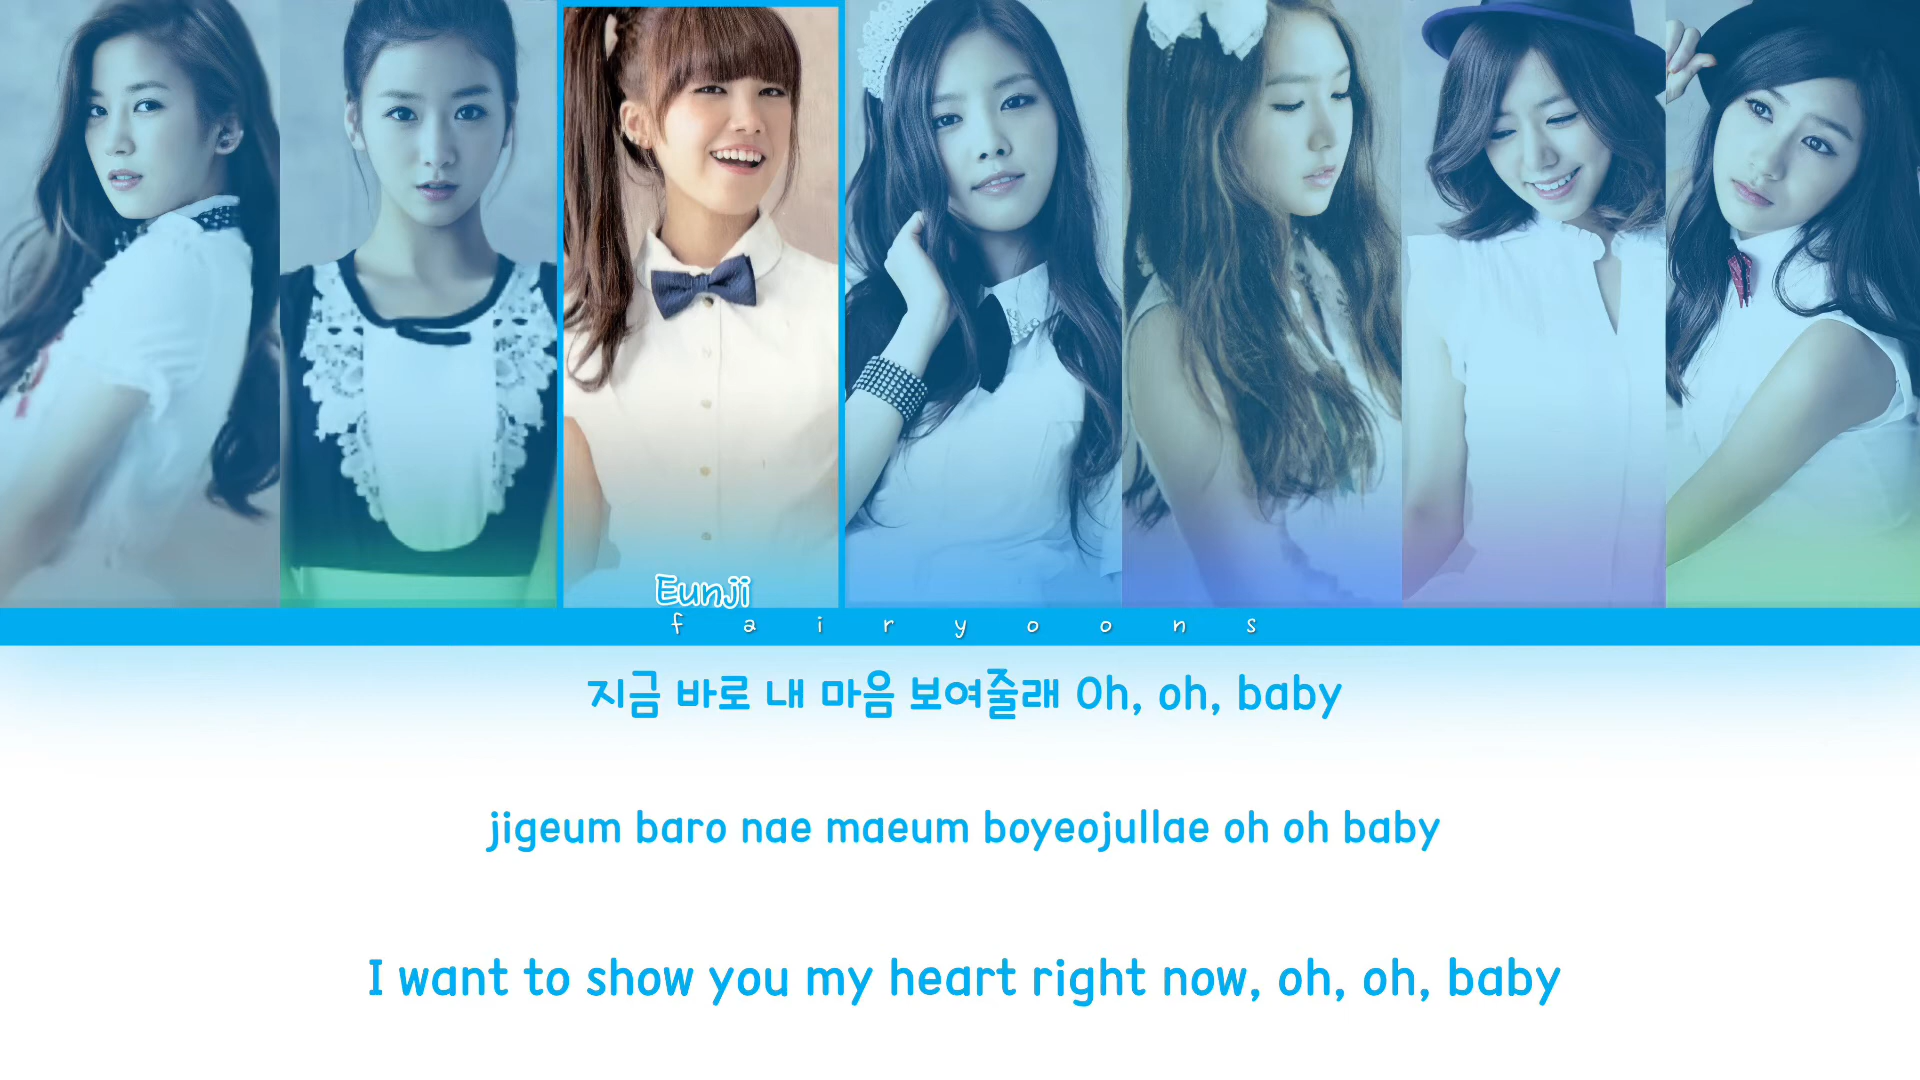 Eunji
fairyoons
지금 바로 내 마음 보여줄래 Oh, oh, baby
jigeum baro nae maeum boyeojullae oh oh baby
I want to show you my heart right now, oh, oh, baby